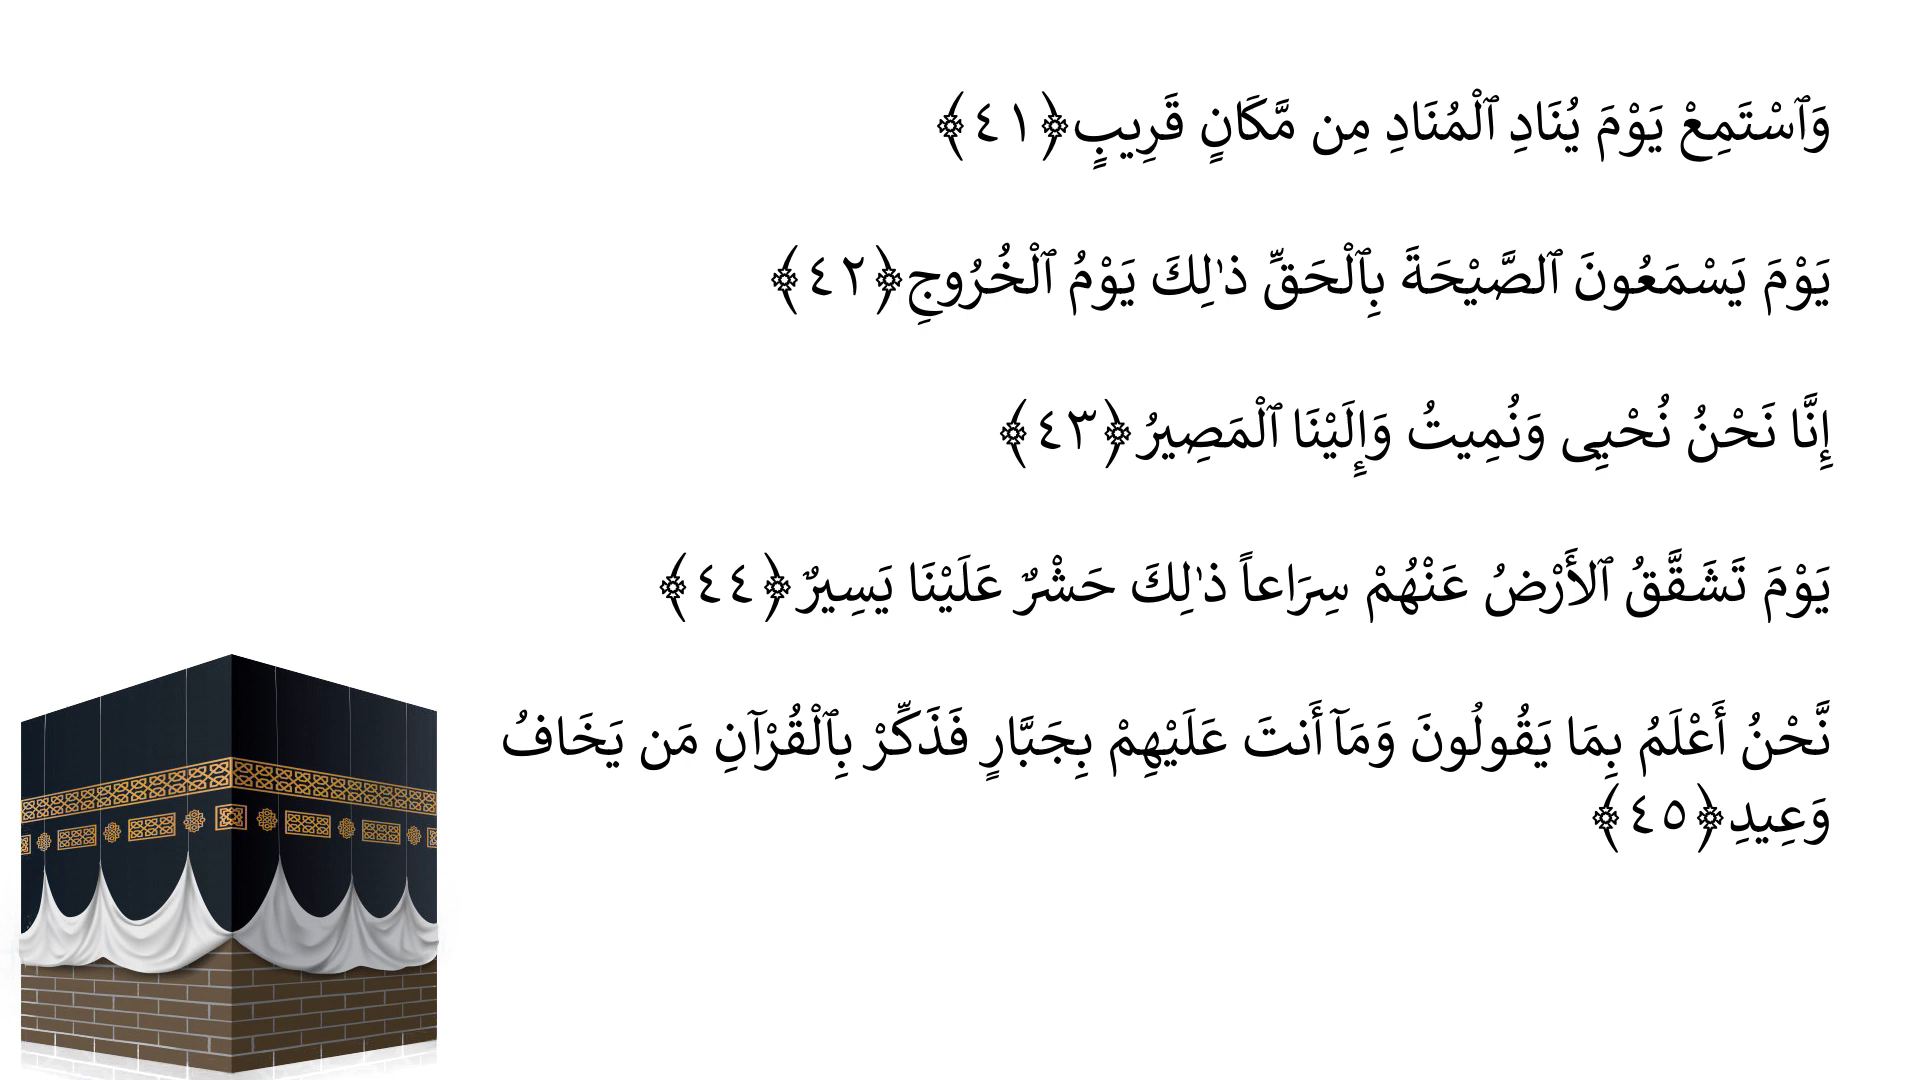 وَٱسْتَمِعْ يَوْمَ يُنَادِ ٱلْمُنَادِ مِن مَّكَانٍ قَرِيبٍ﴿٤١﴾
يَوْمَ يَسْمَعُونَ ٱلصَّيْحَةَ بِٱلْحَقِّ ذٰلِكَ يَوْمُ ٱلْخُرُوجِ﴿٤٢﴾
إِنَّا نَحْنُ نُحْيِى وَنُمِيتُ وَإِلَيْنَا ٱلْمَصِيرُ﴿٤٣﴾
يَوْمَ تَشَقَّقُ ٱلأَرْضُ عَنْهُمْ سِرَاعاً ذٰلِكَ حَشْرٌ عَلَيْنَا يَسِيرٌ﴿٤٤﴾
نَّحْنُ أَعْلَمُ بِمَا يَقُولُونَ وَمَآ أَنتَ عَلَيْهِمْ بِجَبَّارٍ فَذَكِّرْ بِٱلْقُرْآنِ مَن يَخَافُ
وَعِيدِ﴿٤٥﴾